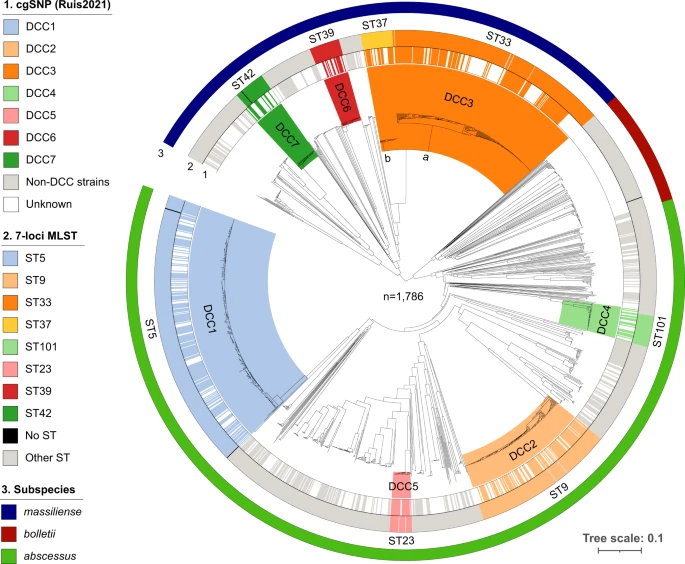 1. cgSNP (Ruis2021)
DCC1
DCC2
DCC3
DCC4
DCC5
DCC6
DCC7
Non-DCC strains
Unknown
2. 7-loci MLST
ST5
ST9
ST33
ST37
ST101
ST23
ST39
ST42
No ST
Other ST
3. Subspecies
massiliense
bolletii
abscessus
ST37
ST39
ST33
ST42
DCC6
DCC3
DCC7
b
a
3
2
1
n=1,786
DCC1
DCC4
ST5
ST101
DCC2
DCC5
ST9
ST23
Tree scale: 0.1